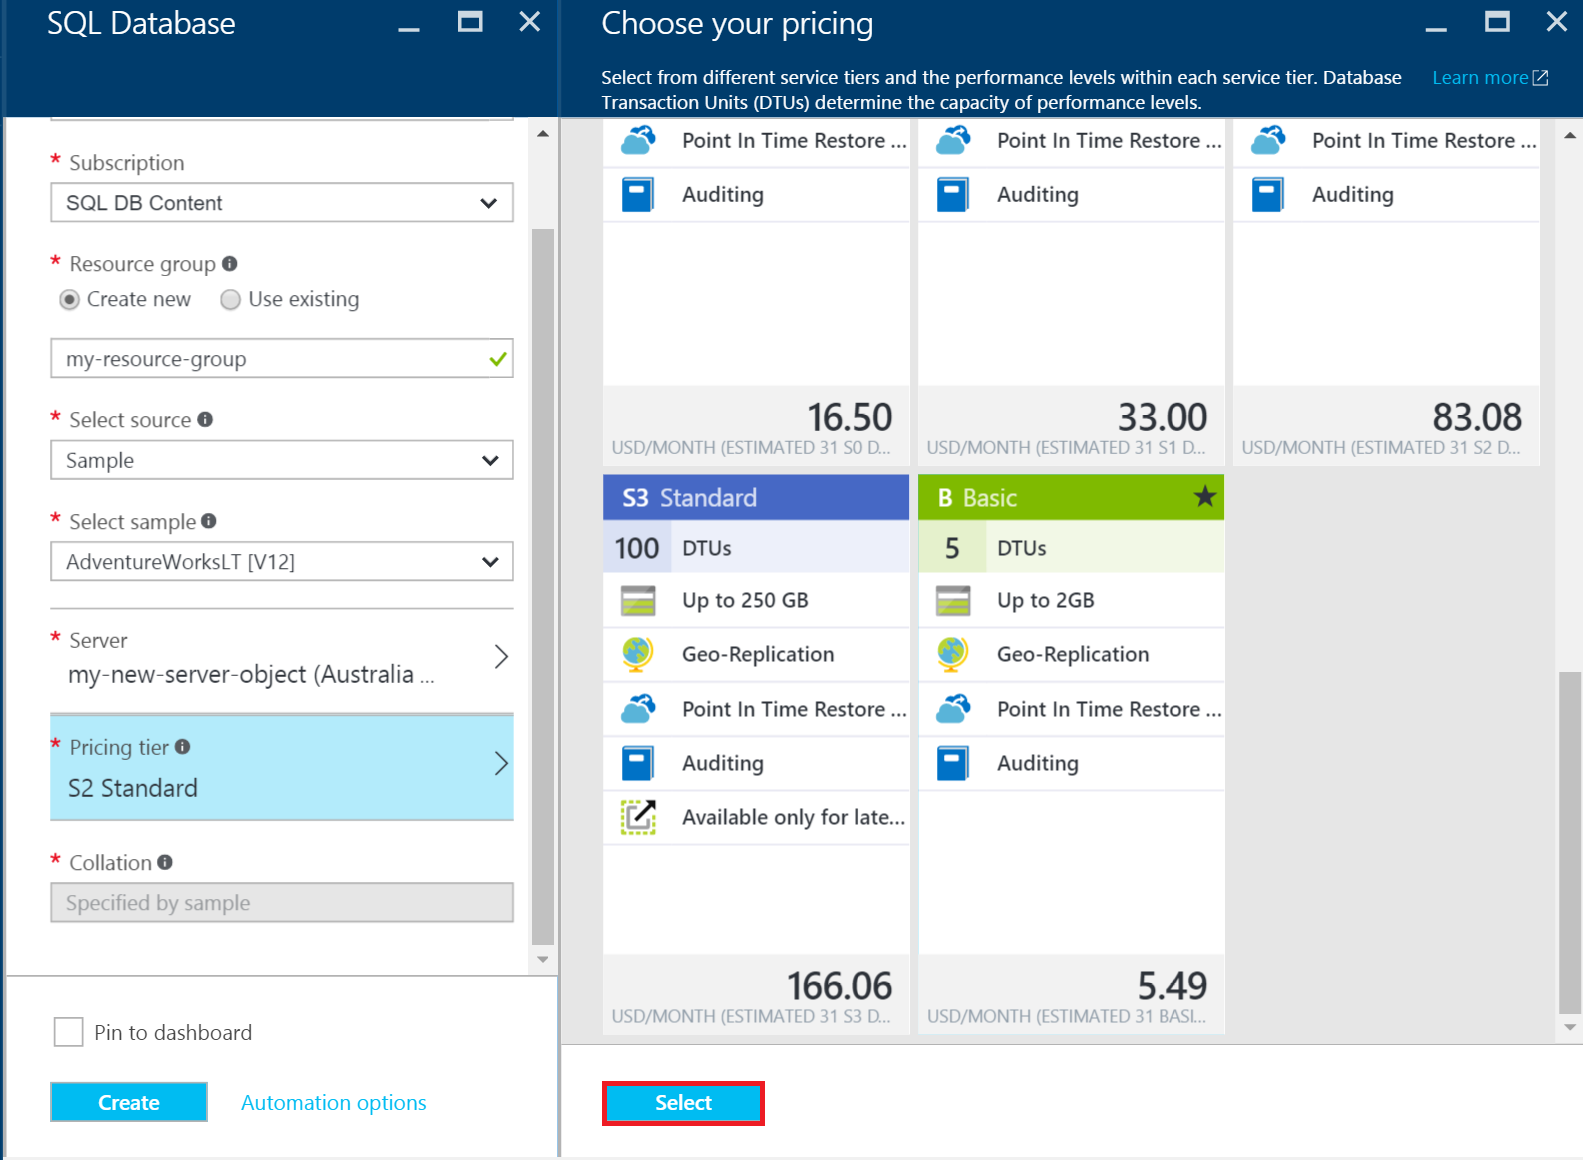 SQL Database
* Subscription
SQL DB Content
* Resource group
Create new
Use existing
my-resource-group
* Select source
Sample
* Select sample
AdventureWorksLT [V12]
* Server
my-new-server-object (Australia ...
* Pricing tier
S2 Standard
* Collation
Specified by sample
Pin to dashboard
Create
Automation options
Choose your pricing
Select from different service tiers and the performance levels within each service tier. Database
Transaction Units (DTUs) determine the capacity of performance levels.
Learn more
Point In Time Restore ...
Auditing
16.50
USD/MONTH (ESTIMATED 31 S0 D...
Point In Time Restore ...
Auditing
33.00
USD/MONTH (ESTIMATED 31 S1 D...
Point In Time Restore ...
Auditing
83.08
USD/MONTH (ESTIMATED 31 S2 D...
S3 Standard
100 DTUs
Up to 250 GB
Geo-Replication
Point In Time Restore ...
Auditing
Available only for late...
166.06
USD/MONTH (ESTIMATED 31 S3 D...
B Basic
5 DTUs
Up to 2GB
Geo-Replication
Point In Time Restore ...
Auditing
5.49
USD/MONTH (ESTIMATED 31 BASI...
Select